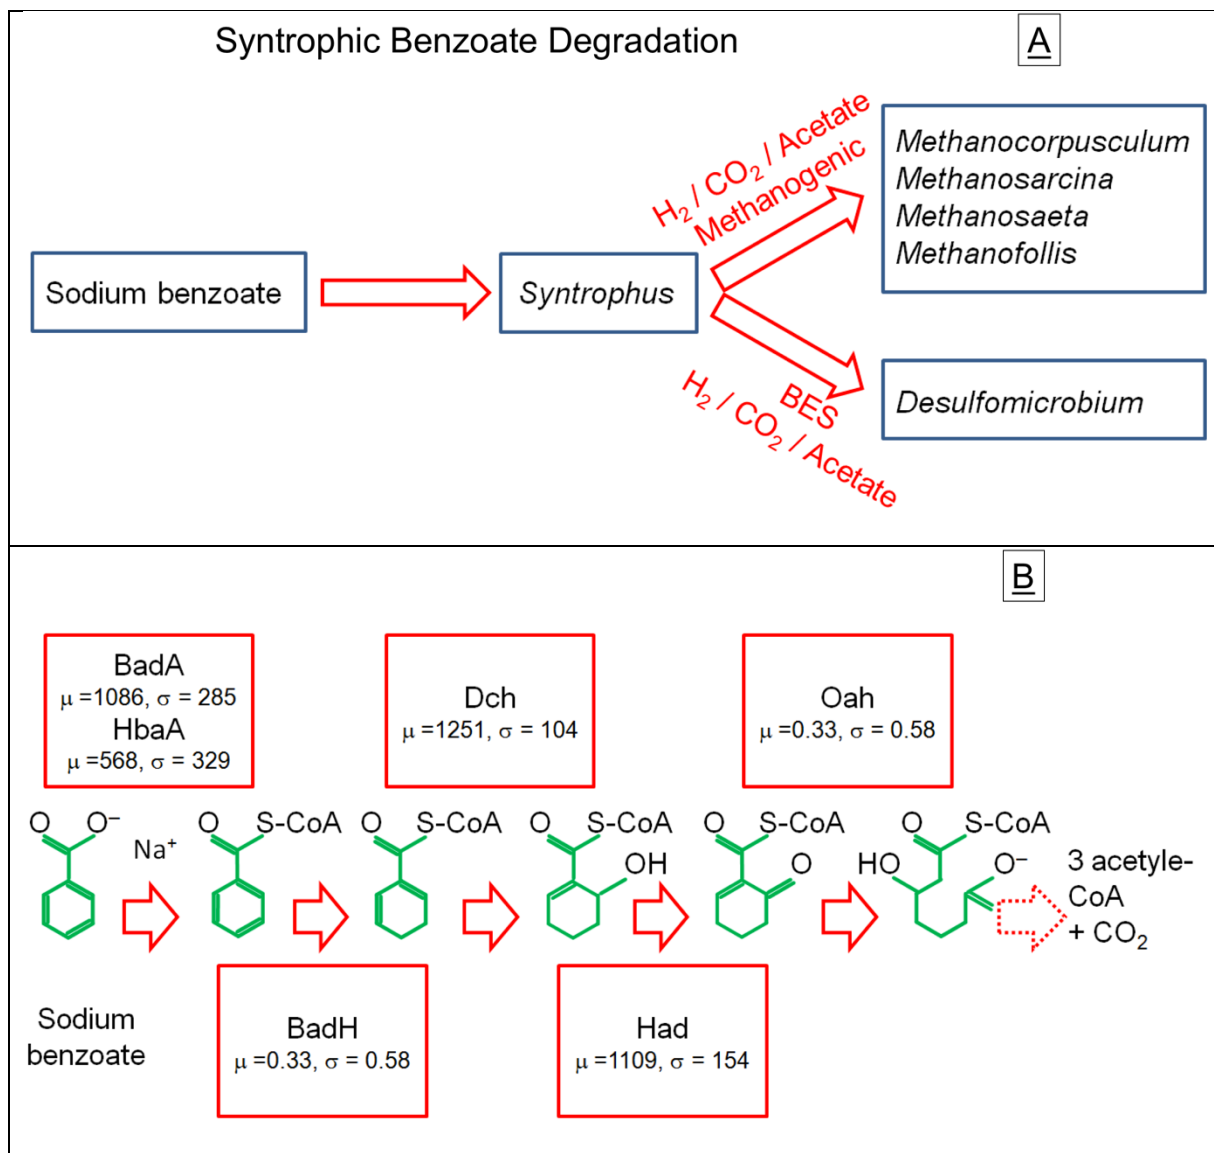 Syntrophic Benzoate Degradation
A
Sodium benzoate
Syntrophus
H₂ / CO₂ / Acetate
Methanogenic
Methanocorpusculum
Methanosarcina
Methanosaeta
Methanofollis
BES
H₂ / CO₂ / Acetate
Desulfomicrobium
B
BadA
μ =1086, σ = 285
HbaA
μ =568, σ = 329
Dch
μ =1251, σ = 104
Oah
μ =0.33, σ = 0.58
O
O⁻
Na⁺
O
S-CoA
O
S-CoA
O
S-CoA
OH
O
S-CoA
O
S-CoA
HO
O⁻
3 acetyle-
CoA
+ CO₂
Sodium
benzoate
BadH
μ =0.33, σ = 0.58
Had
μ =1109, σ = 154